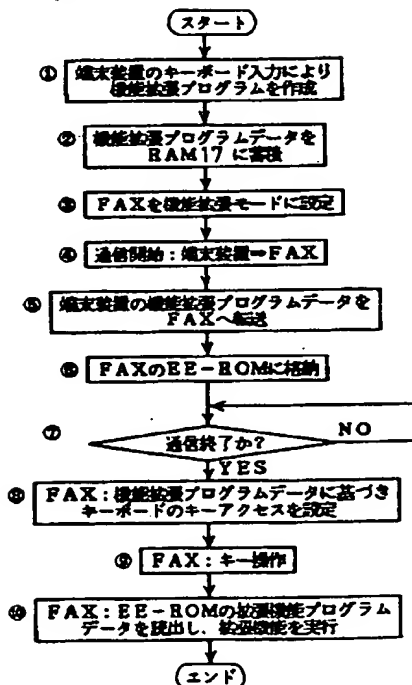 スタート
① 端末装置のキーボード入力により
機能拡張プログラムを作成
② 機能拡張プログラムデータを
RAM17に蓄積
③ FAXを機能拡張モードに設定
④ 通信開始:端末装置⇒FAX
⑤ 端末装置の機能拡張プログラムデータを
FAXへ転送
⑥ FAXのEE-ROMに格納
⑦ 通信終了か?
NO
YES
⑧ FAX:機能拡張プログラムデータに基づき
キーボードのキーアクセスを設定
⑨ FAX:キー操作
⑩ FAX:EE-ROMの拡張機能プログラム
データを読出し、拡張機能を実行
エンド